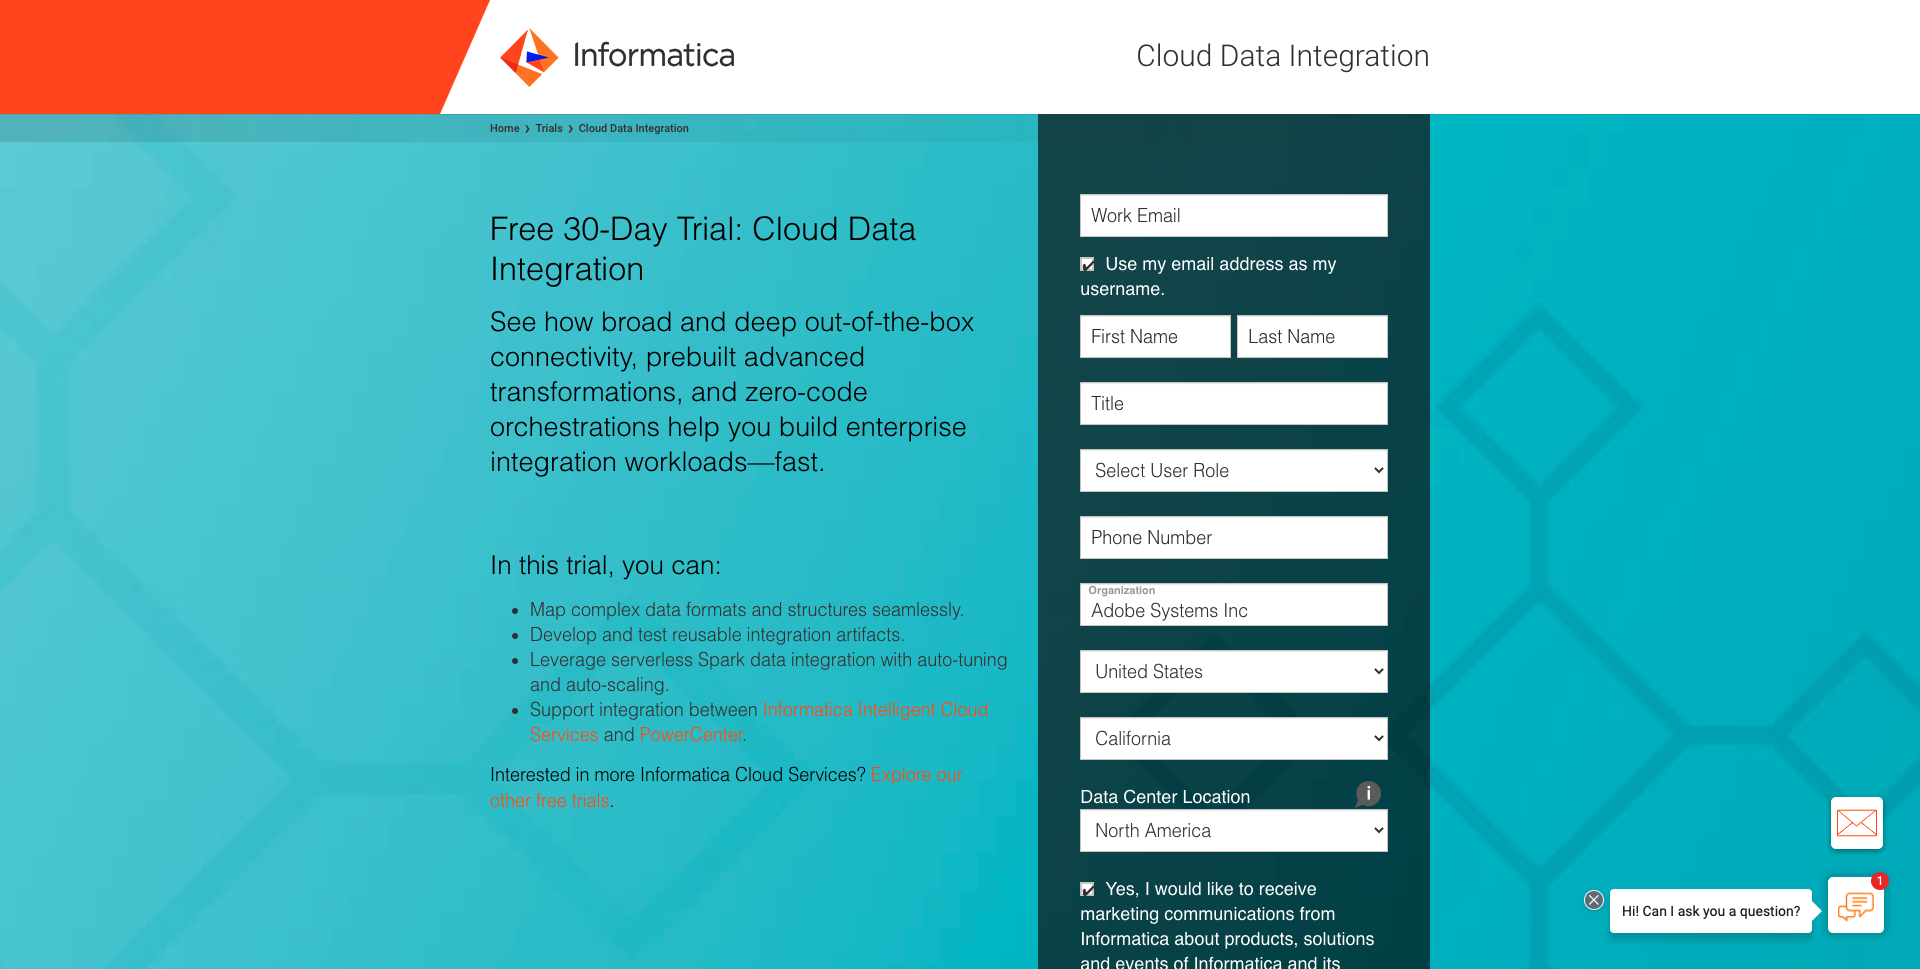 Informatica
Cloud Data Integration
Home › Trials › Cloud Data Integration
Free 30-Day Trial: Cloud Data
Integration
See how broad and deep out-of-the-box
connectivity, prebuilt advanced
transformations, and zero-code
orchestrations help you build enterprise
integration workloads—fast.
In this trial, you can:
• Map complex data formats and structures seamlessly.
• Develop and test reusable integration artifacts.
• Leverage serverless Spark data integration with auto-tuning
and auto-scaling.
• Support integration between Informatica Intelligent Cloud
Services and PowerCenter.
Interested in more Informatica Cloud Services? Explore our
other free trials.
Work Email
Use my email address as my
username.
First Name Last Name
Title
Select User Role
Phone Number
Organization
Adobe Systems Inc
United States
California
Data Center Location i
North America
Yes, I would like to receive
marketing communications from
Informatica about products, solutions
and events of Informatica and its
Hi! Can I ask you a question?
1